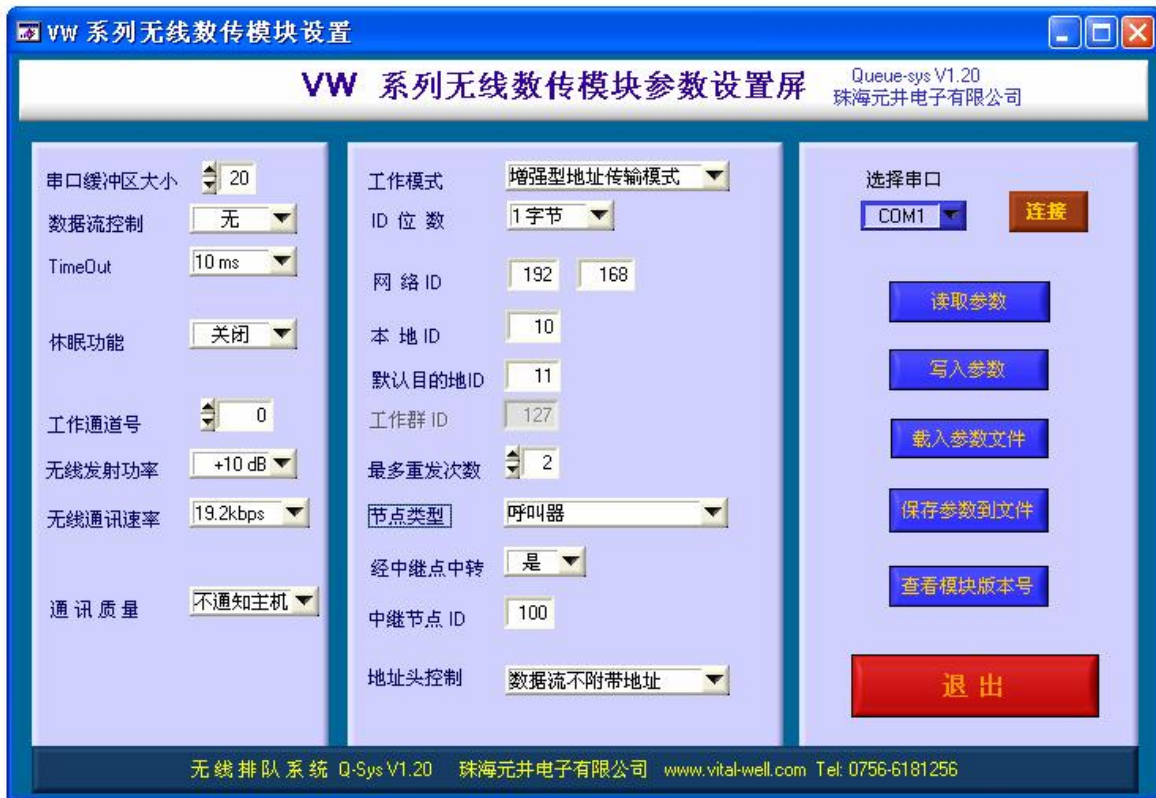 VW 系列无线数传模块设置
VW 系列无线数传模块参数设置屏
Queue-sys V1.20
珠海元井电子有限公司
串口缓冲区大小 20
数据流控制 无
TimeOut 10 ms
休眠功能 关闭
工作通道号 0
无线发射功率 +10 dB
无线通讯速率 19.2kbps
通讯质量 不通知主机
工作模式 增强型地址传输模式
ID 位数 1字节
网络ID 192 168
本地ID 10
默认目的地ID 11
工作群 ID 127
最多重发次数 2
节点类型 呼叫器
经中继点中转 是
中继节点 ID 100
地址头控制 数据流不附带地址
选择串口
COM1 连接
读取参数
写入参数
载入参数文件
保存参数到文件
查看模块版本号
退出
无线排队系统 Q-Sys V1.20 珠海元井电子有限公司 www.vital-well.com Tel: 0756-6181256